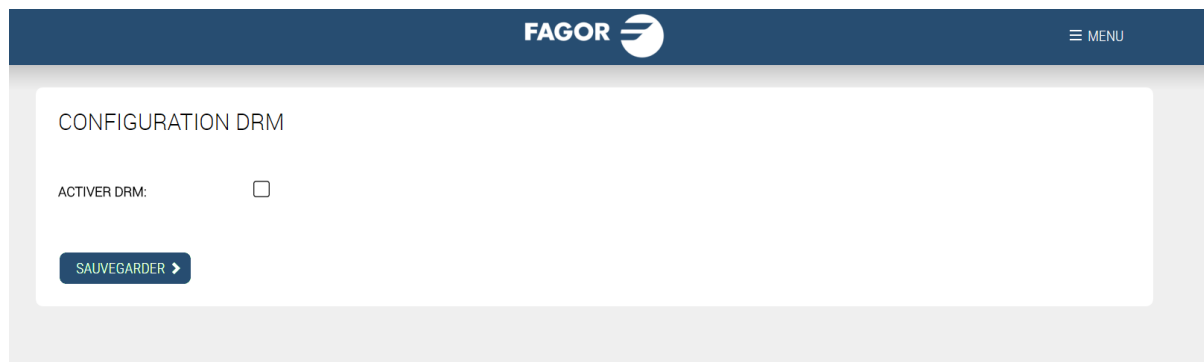 FAGOR
☰ MENU
CONFIGURATION DRM
ACTIVER DRM:
SAUVEGARDER